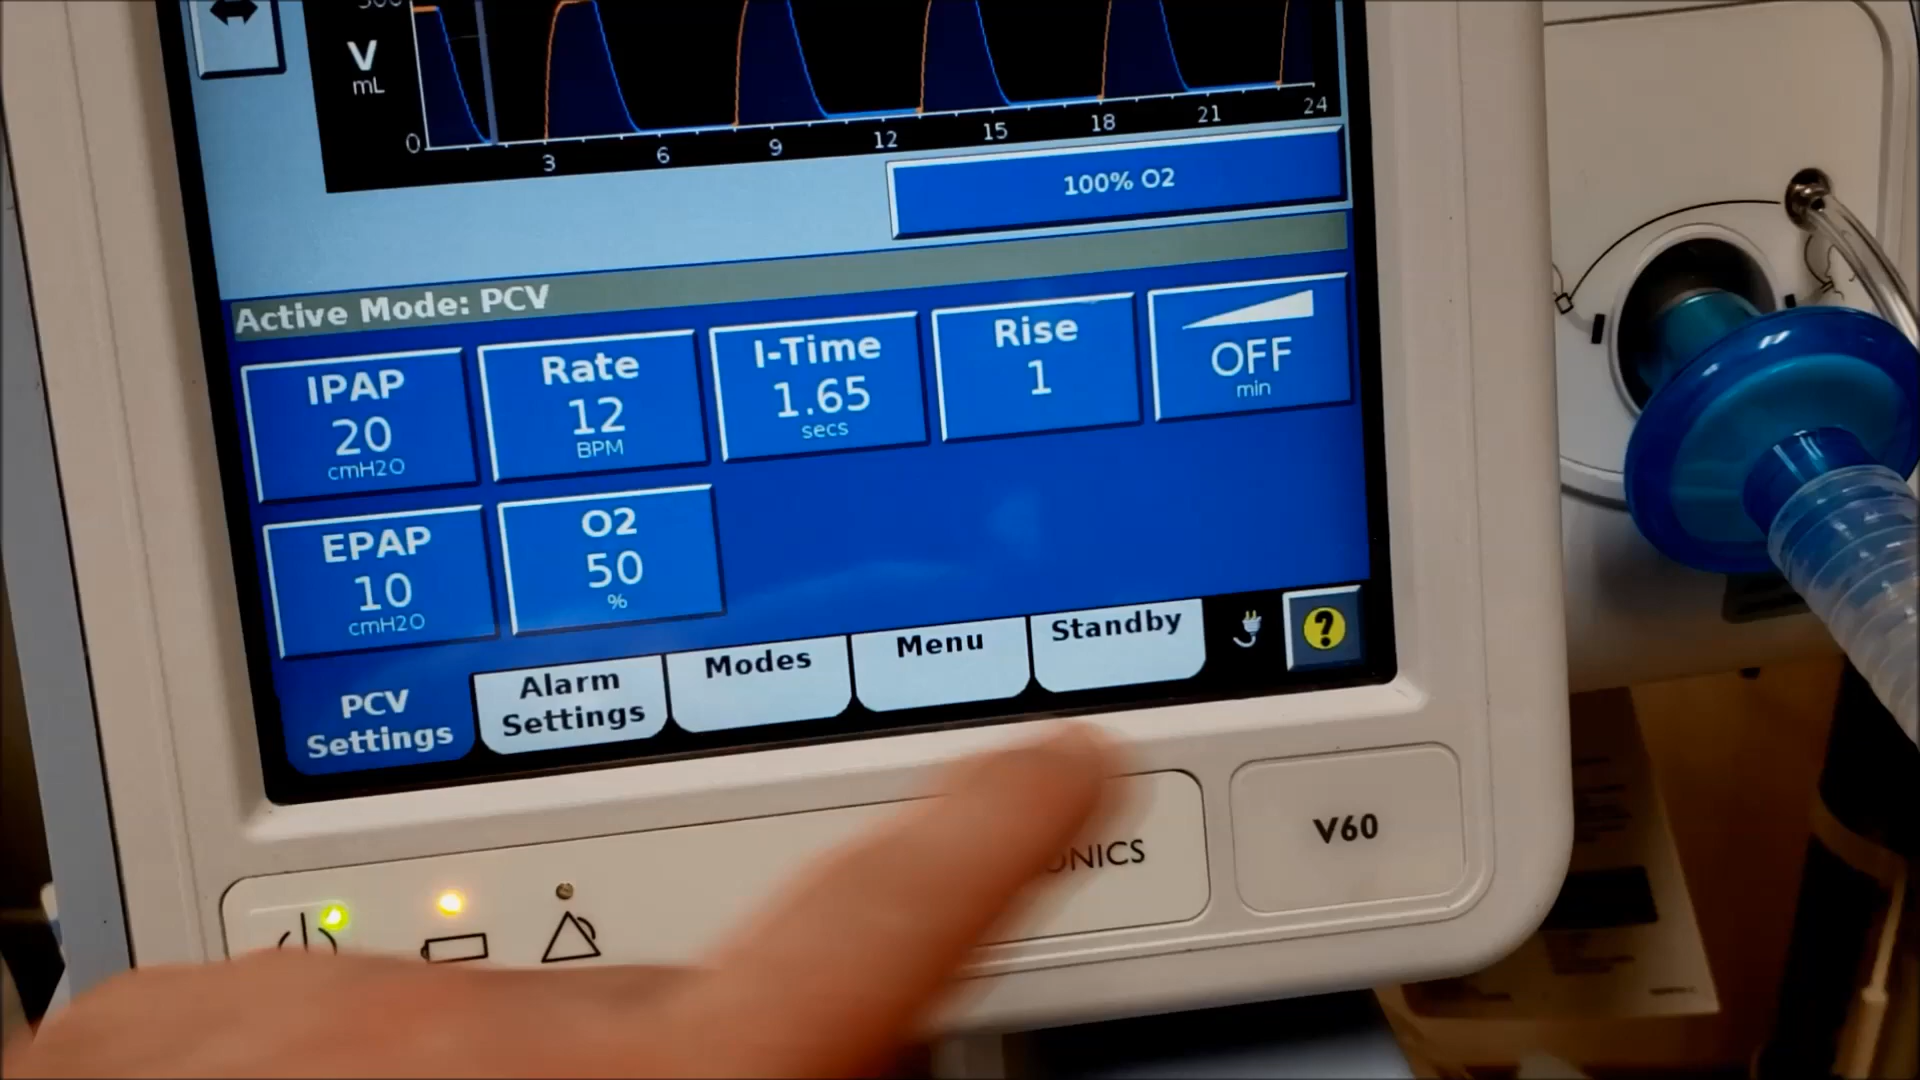 V
mL
0
3 6 9 12 15 18 21 24
100% O2
Active Mode: PCV
IPAP
20
cmH2O
Rate
12
BPM
I-Time
1.65
secs
Rise
1
OFF
min
EPAP
10
cmH2O
O2
50
%
PCV
Settings
Alarm
Settings
Modes
Menu
Standby
?
V60